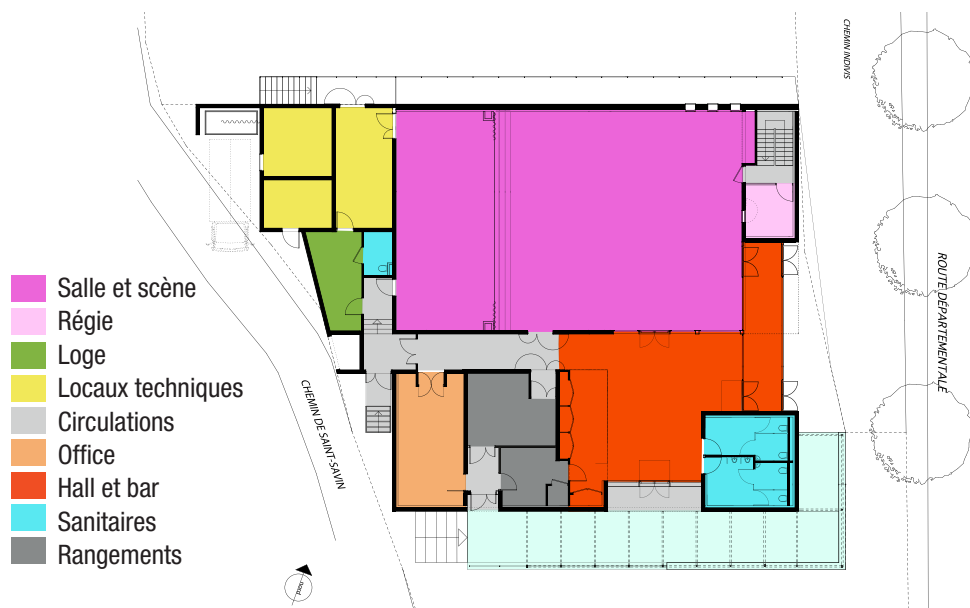 CHEMIN INDIVIS
Salle et scène
Régie
Loge
Locaux techniques
Circulations
Office
Hall et bar
Sanitaires
Rangements
CHEMIN DE SAINT-SAVIN
ROUTE DÉPARTEMENTALE
nord